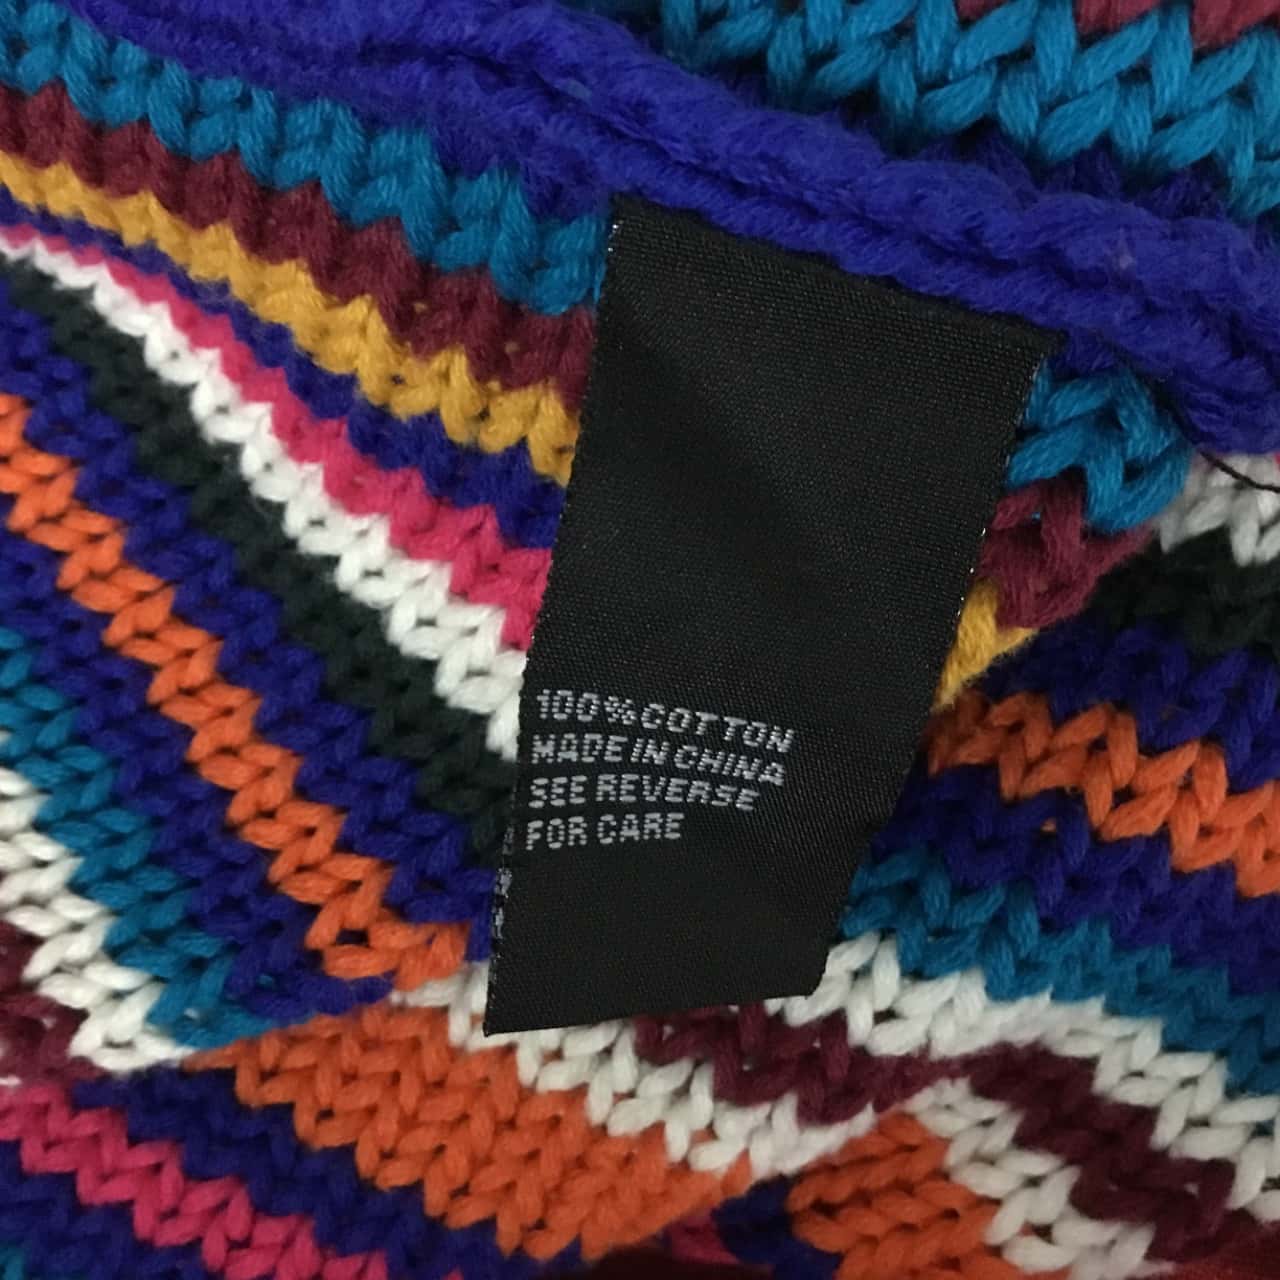 100% COTTON
MADE IN CHINA
SEE REVERSE
FOR CARE